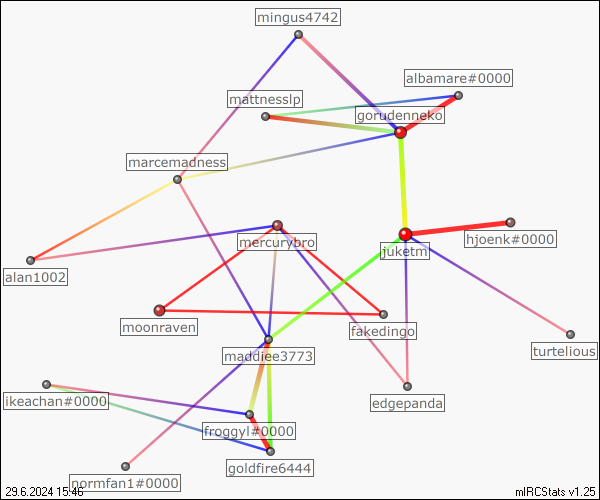 mingus4742
albamare#0000
mattnesslp
gorudenneko
marcemadness
mercurybro
juketm
hjoenk#0000
alan1002
moonraven
fakedingo
turtelious
maddiee3773
ikeachan#0000
edgepanda
froggyl#0000
goldfire6444
normfan1#0000
29.6.2024 15:46
mIRCStats v1.25